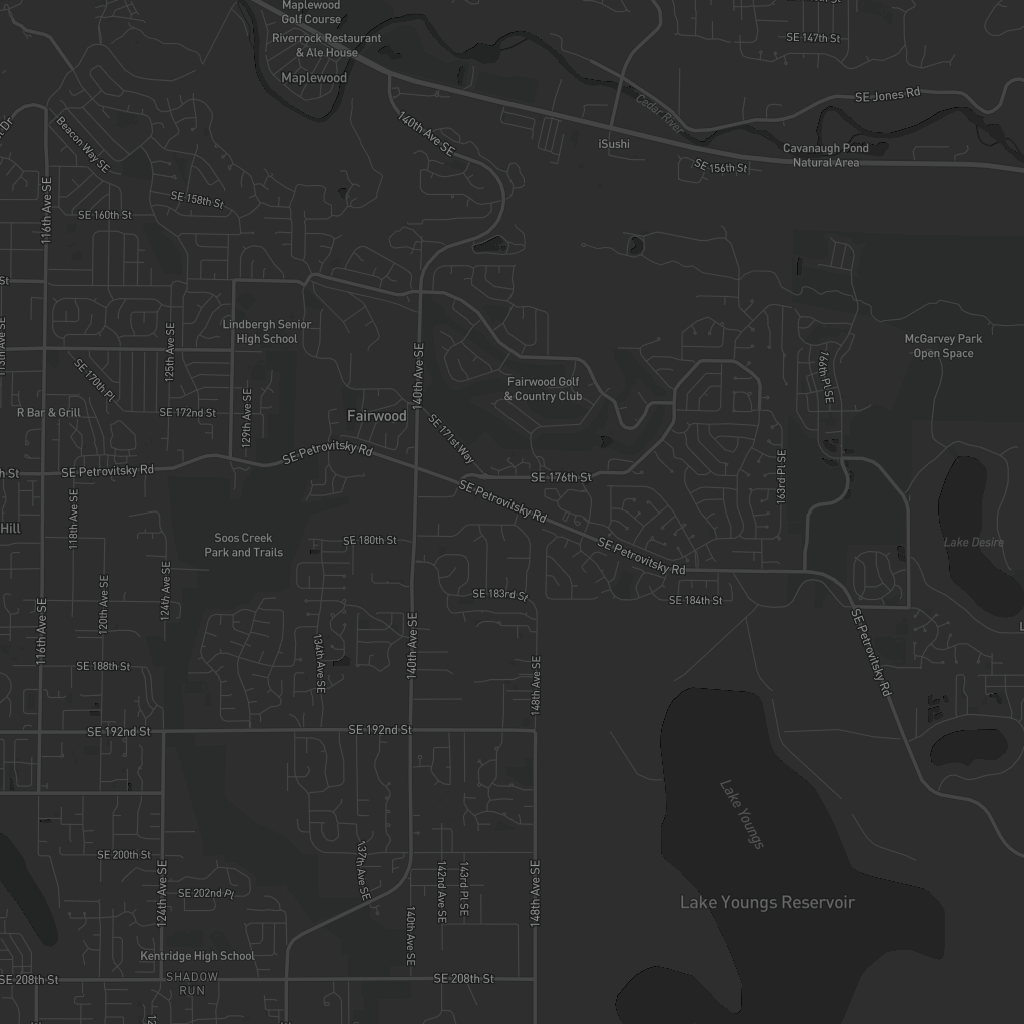 Maplewood
Golf Course
SE 147th St
Riverrock Restaurant
& Ale House
Maplewood
SE Jones Rd
Cedar River
140th Ave SE
Beacon Way SE
iSushi
Cavanaugh Pond
Natural Area
SE 156th St
SE 158th St
SE 160th St
116th Ave SE
St
Lindbergh Senior
High School
125th Ave SE
McGarvey Park
Open Space
140th Ave SE
166th Pl SE
SE 170th Pl
Fairwood Golf
& Country Club
R Bar & Grill
SE 172nd St
129th Ave SE
Fairwood
SE 171st Way
SE Petrovitsky Rd
SE Petrovitsky Rd
SE 176th St
163rd Pl SE
118th Ave SE
SE Petrovitsky Rd
Hill
Soos Creek
Park and Trails
SE 180th St
SE Petrovitsky Rd
Lake Desire
124th Ave SE
120th Ave SE
SE 183rd St
SE 184th St
116th Ave SE
140th Ave SE
SE Petrovitsky Rd
134th Ave SE
SE 188th St
148th Ave SE
SE 192nd St
SE 192nd St
Lake Youngs
SE 200th St
137th Ave SE
SE 202nd Pl
124th Ave SE
142nd Ave SE
143rd Pl SE
148th Ave SE
Lake Youngs Reservoir
140th Ave SE
Kentridge High School
SE 208th St
SHADOW
RUN
SE 208th St